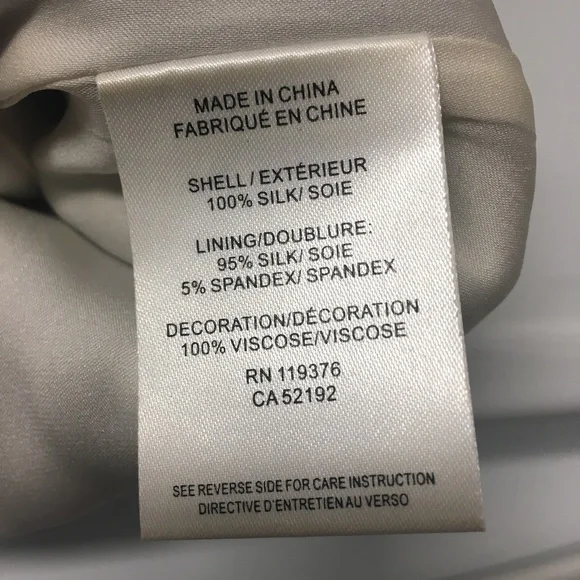 MADE IN CHINA
FABRIQUÉ EN CHINE
SHELL/EXTÉRIEUR
100% SILK/ SOIE
LINING/DOUBLURE:
95% SILK/ SOIE
5% SPANDEX/ SPANDEX
DECORATION/DÉCORATION
100% VISCOSE/VISCOSE
RN 119376
CA 52192
SEE REVERSE SIDE FOR CARE INSTRUCTION
DIRECTIVE D'ENTRETIEN AU VERSO